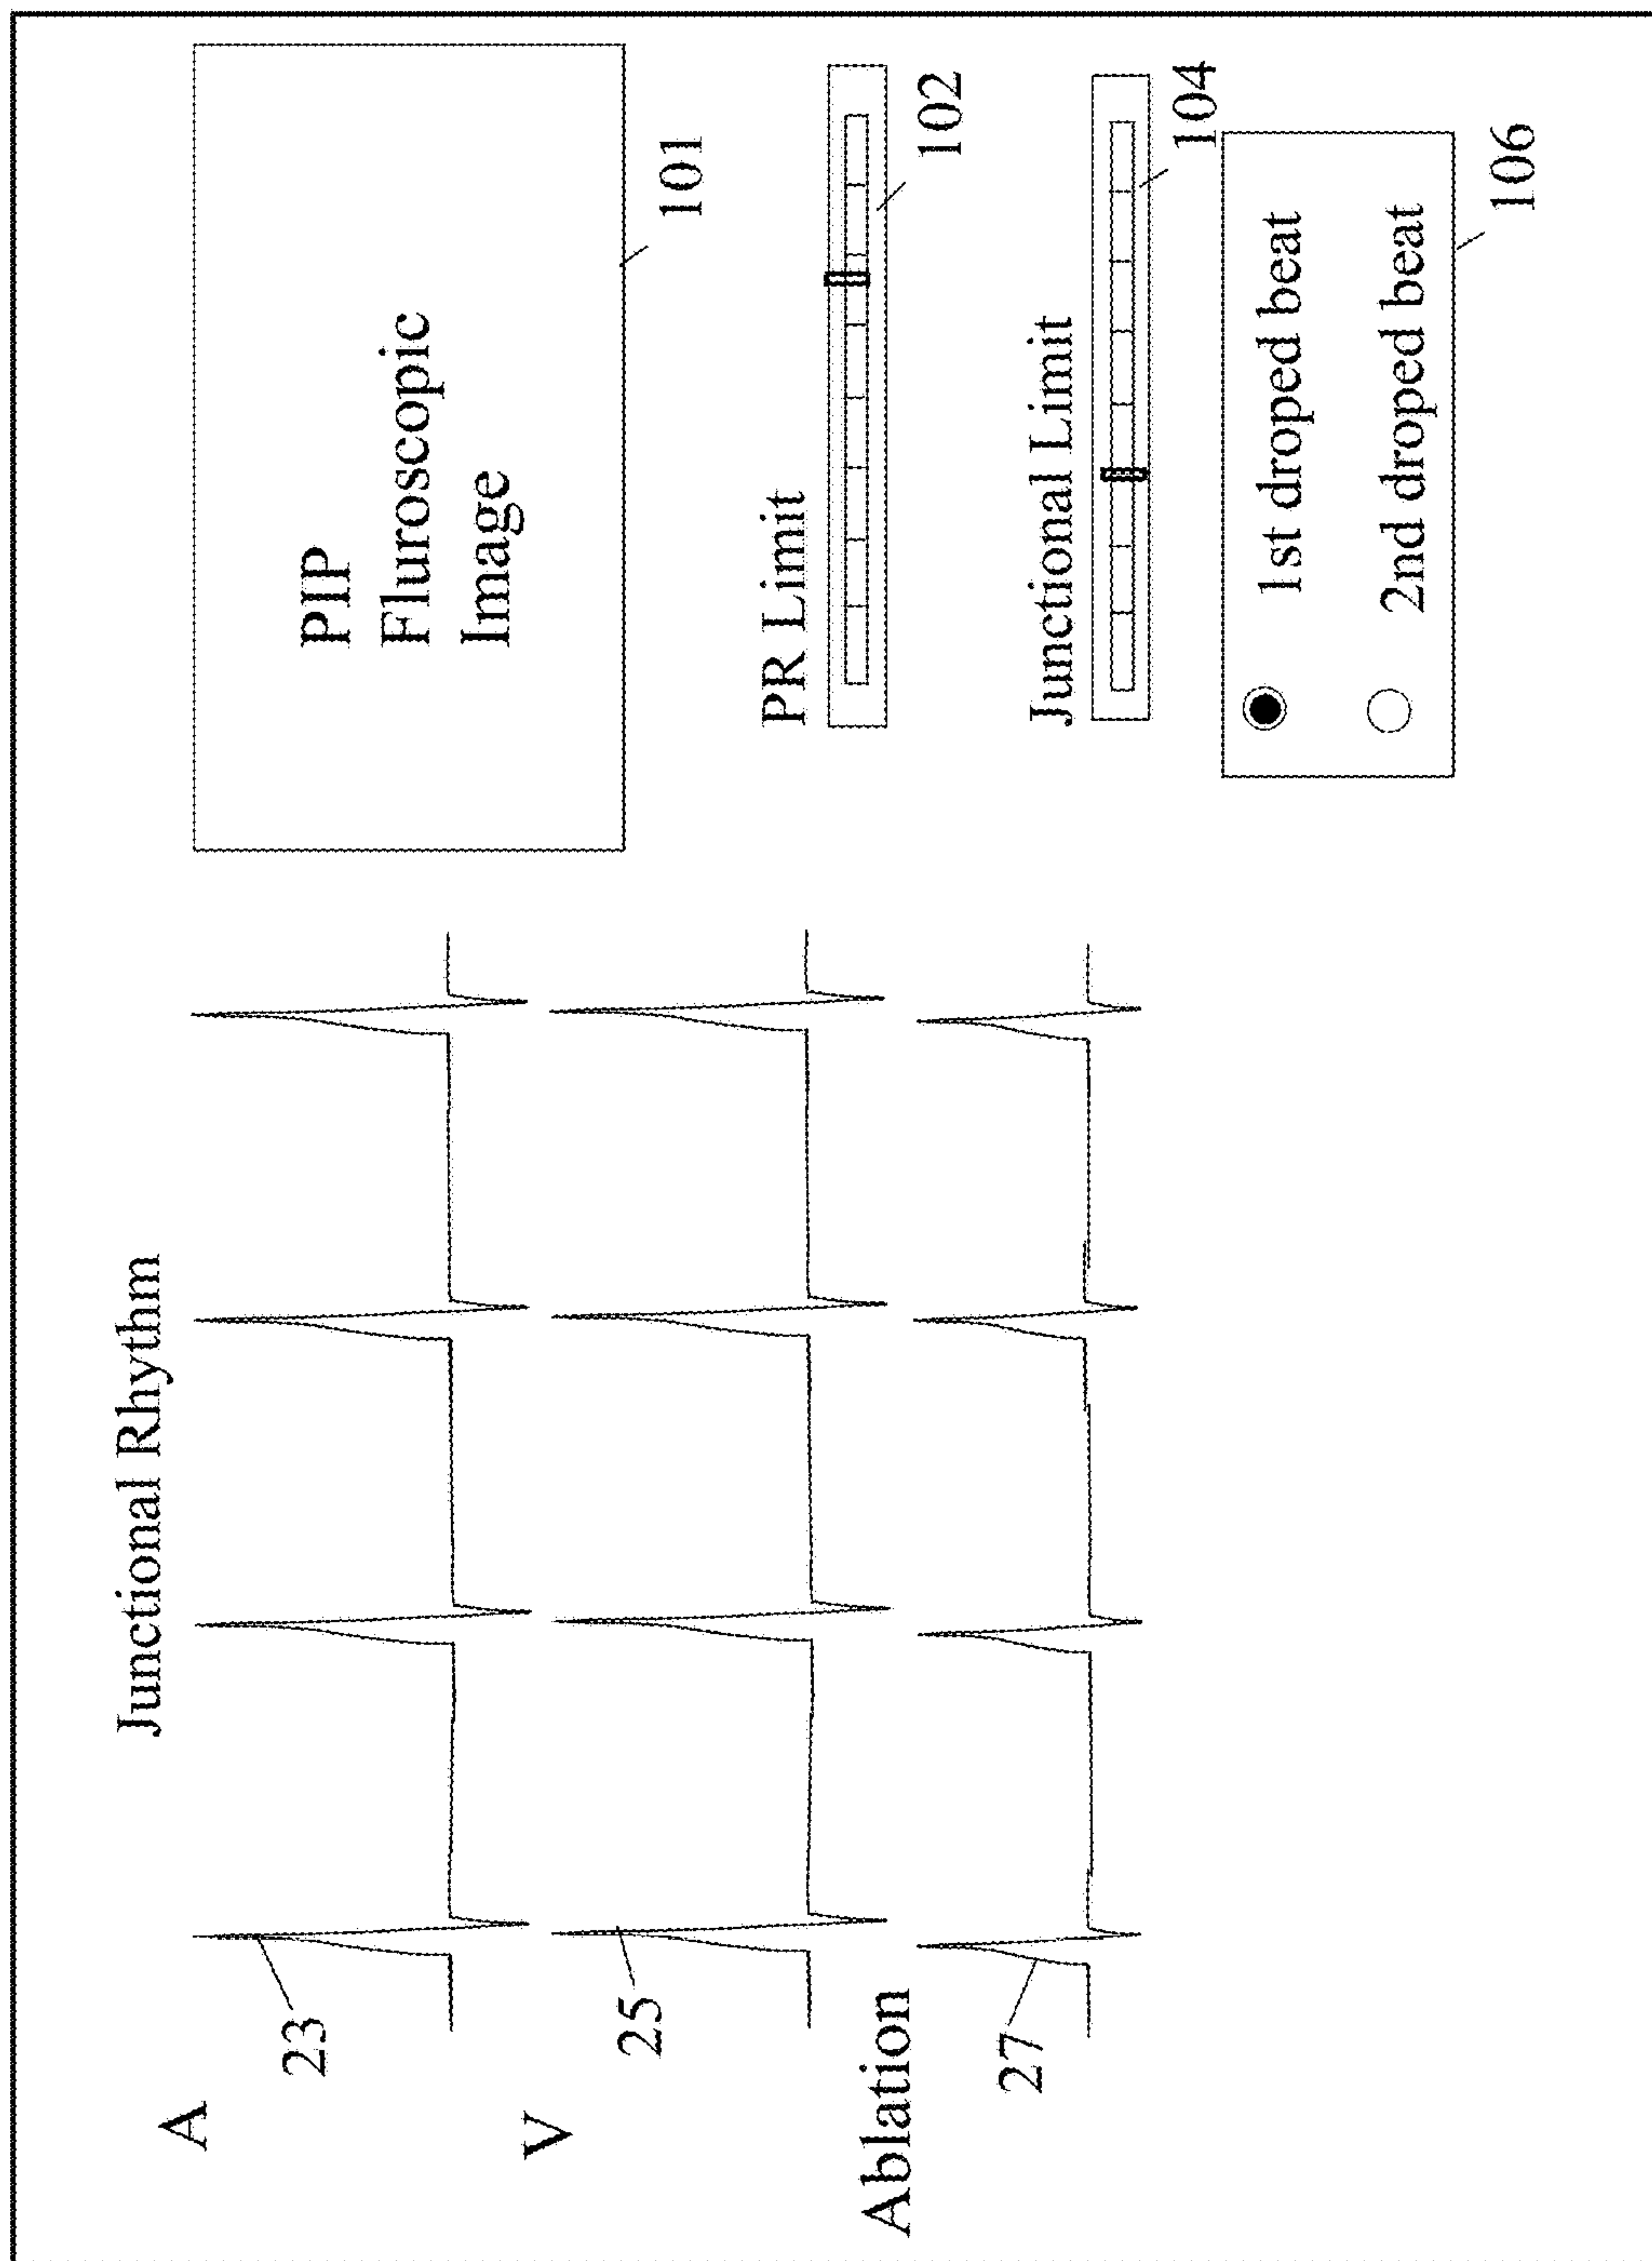 Junctional Rhythm
A
23
V
25
Ablation
27
PIP
Fluroscopic
Image
101
PR Limit
102
Junctional Limit
104
1st droped beat
2nd droped beat
106